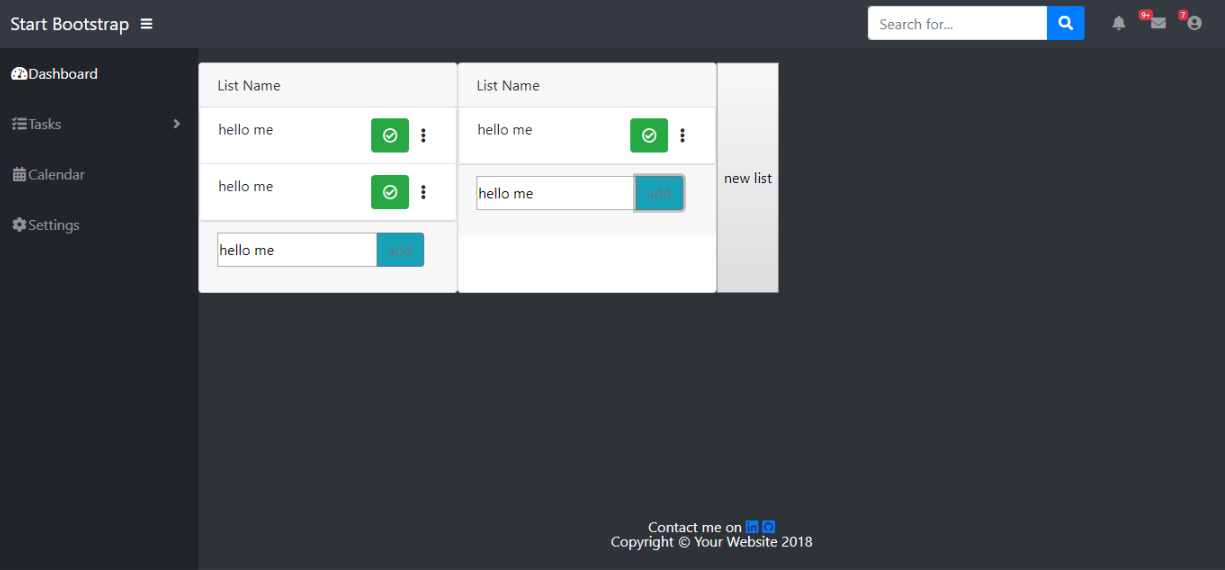 Start Bootstrap
Search for...
9+
7
Dashboard
Tasks
Calendar
Settings
List Name
hello me
hello me
hello me
add
List Name
hello me
hello me
add
new list
Contact me on
Copyright © Your Website 2018